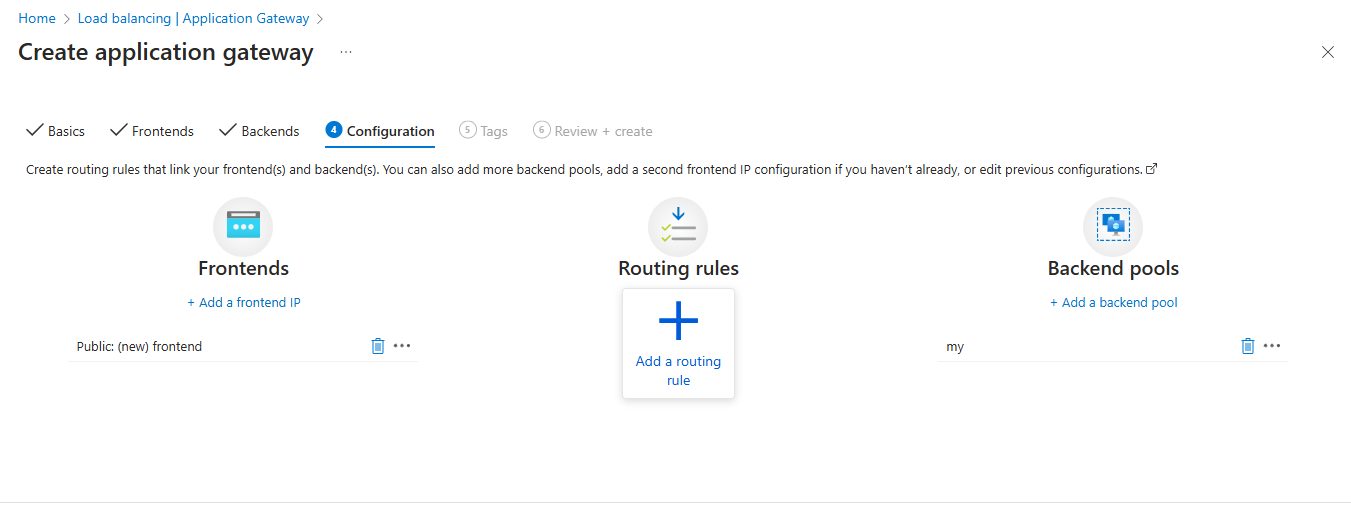 Home > Load balancing | Application Gateway >
Create application gateway ...
Basics Frontends Backends 4 Configuration 5 Tags 6 Review + create
Create routing rules that link your frontend(s) and backend(s). You can also add more backend pools, add a second frontend IP configuration if you haven't already, or edit previous configurations.
Frontends Routing rules Backend pools
+ Add a frontend IP + Add a backend pool
Public: (new) frontend my
Add a routing
rule